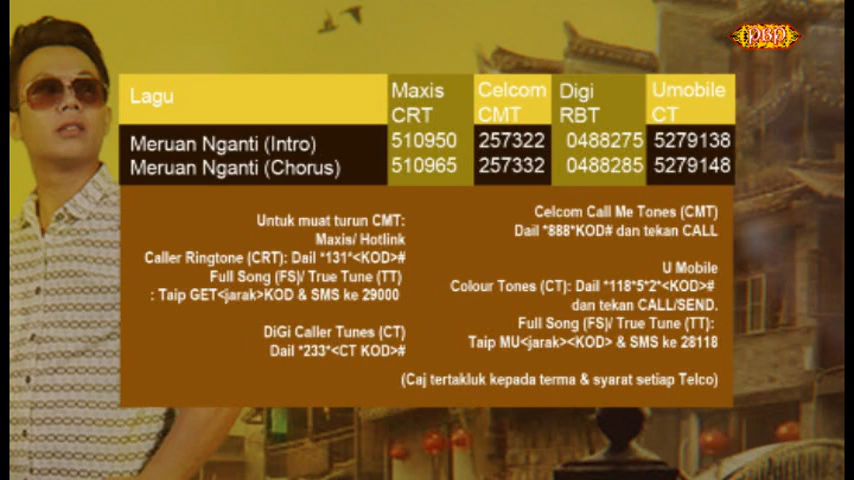 PBP
Lagu
Maxis CRT
Celcom CMT
Digi RBT
Umobile CT
Meruan Nganti (Intro) 510950 257322 0488275 5279138
Meruan Nganti (Chorus) 510965 257332 0488285 5279148
Untuk muat turun CMT:
Maxis/ Hotlink
Caller Ringtone (CRT): Dail *131*<KOD>#
Full Song (FS)/ True Tune (TT)
: Taip GET<jarak>KOD & SMS ke 29000
DiGi Caller Tunes (CT)
Dail *233*<CT KOD>#
Celcom Call Me Tones (CMT)
Dail *888*KOD# dan tekan CALL
U Mobile
Colour Tones (CT): Dail *118*5*2*<KOD>#
dan tekan CALL/SEND.
Full Song (FS)/ True Tune (TT):
Taip MU<jarak><KOD> & SMS ke 28118
(Caj tertakluk kepada terma & syarat setiap Telco)